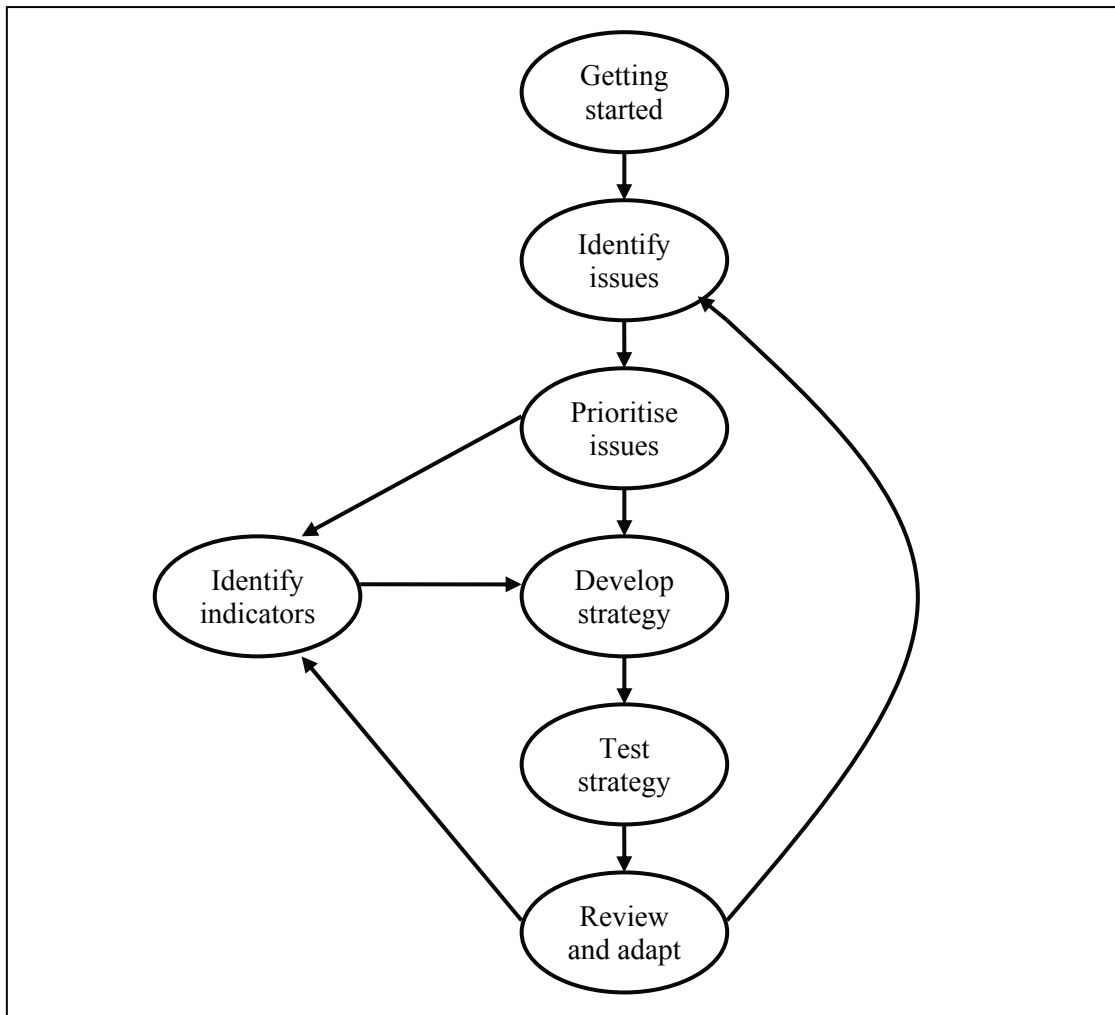 Getting
started
Identify
issues
Prioritise
issues
Identify
indicators
Develop
strategy
Test
strategy
Review
and adapt